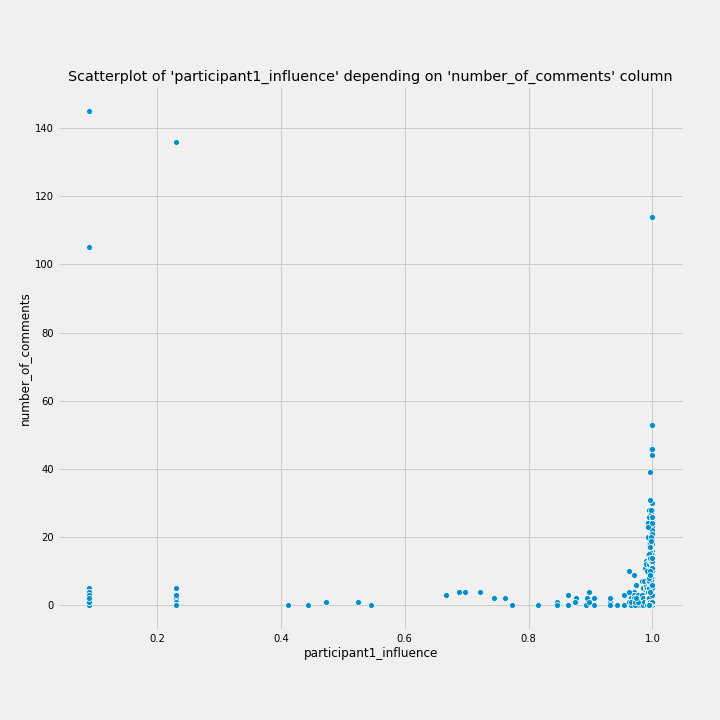 Scatterplot of 'participant1_influence' depending on 'number_of_comments' column
140
120
100
80
60
40
20
0
number_of_comments
0.2 0.4 0.6 0.8 1.0
participant1_influence